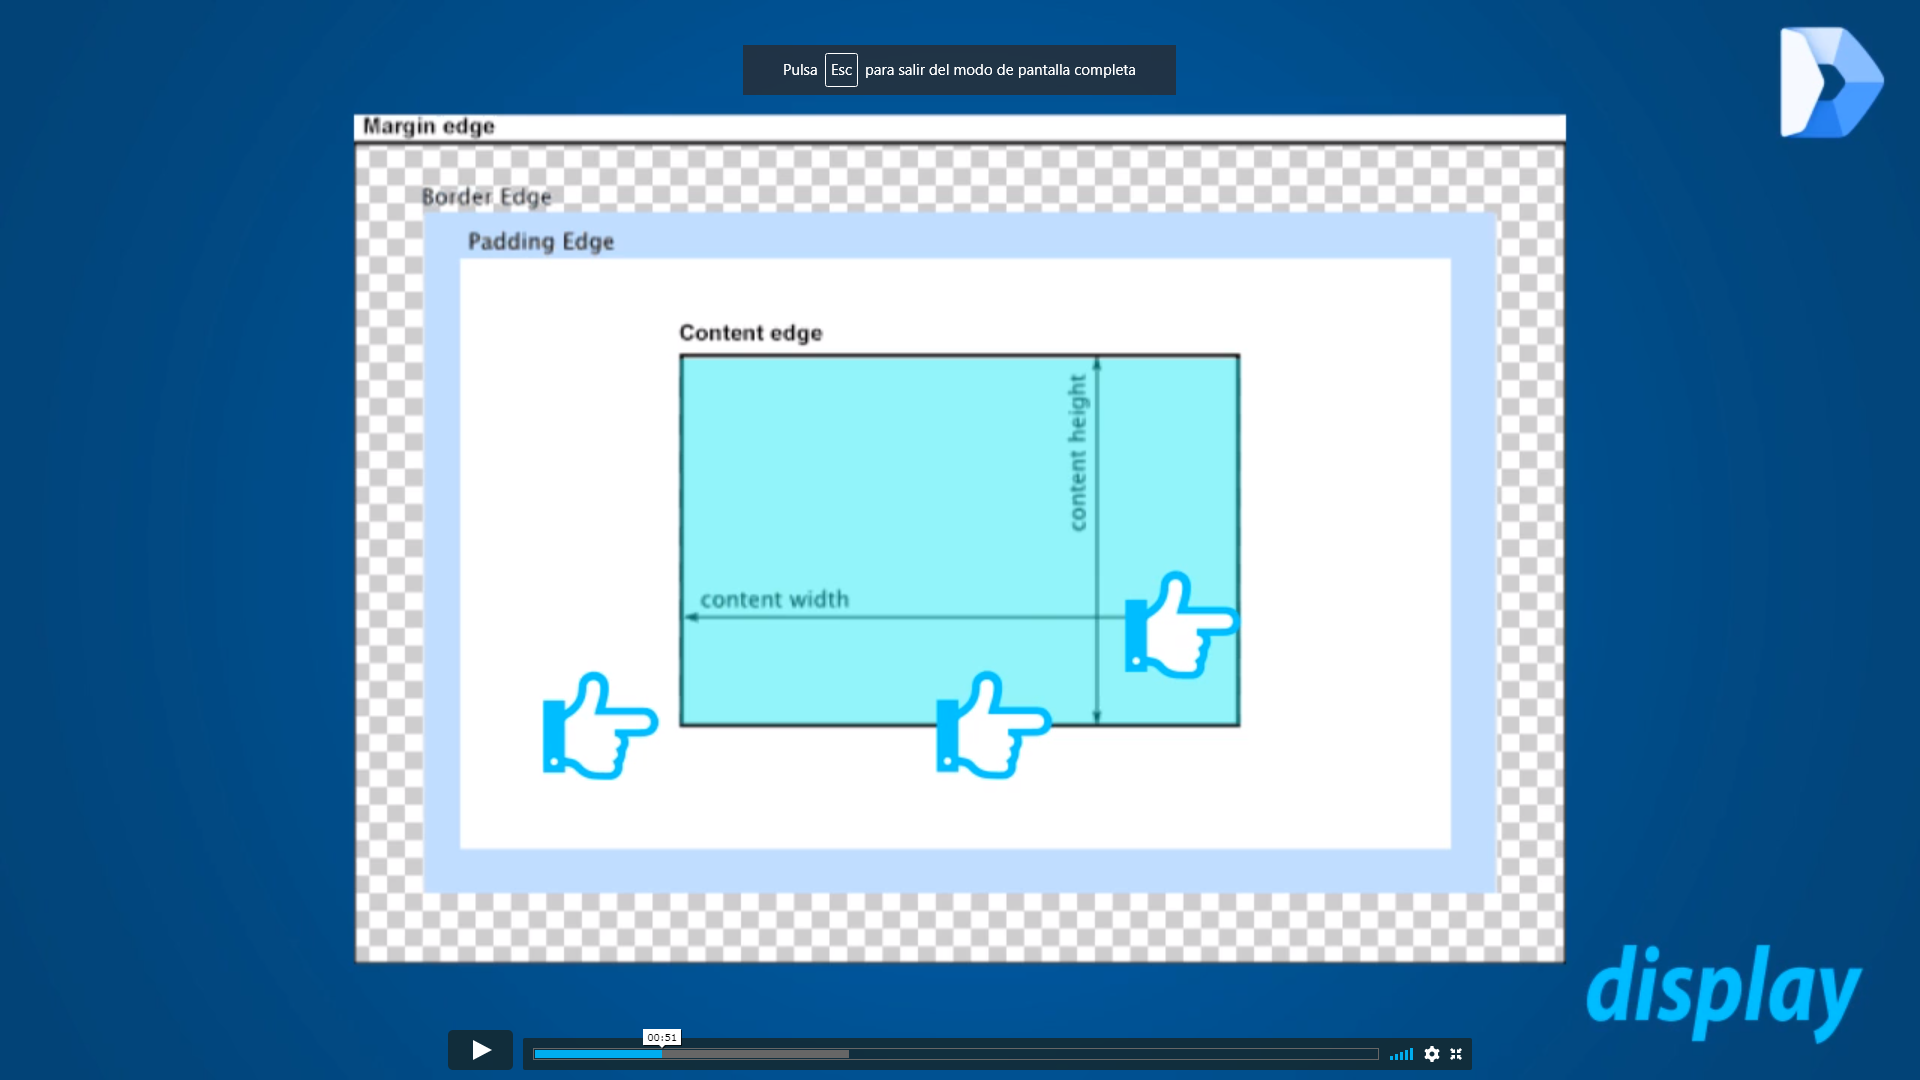 Pulsa Esc para salir del modo de pantalla completa
Margin edge
Border Edge
Padding Edge
Content edge
content height
content width
display
00:51